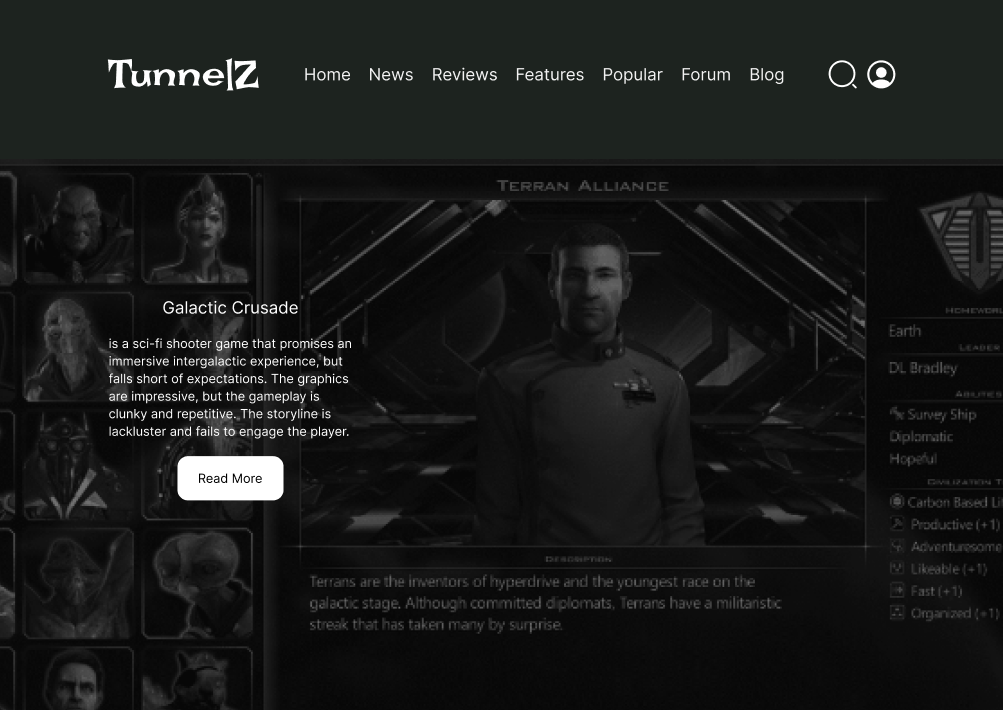 TunnelZ
Home News Reviews Features Popular Forum Blog
TERRAN ALLIANCE
Galactic Crusade
is a sci-fi shooter game that promises an
immersive intergalactic experience, but
falls short of expectations. The graphics
are impressive, but the gameplay is
clunky and repetitive. The storyline is
lackluster and fails to engage the player.
Read More
DESCRIPTION
Terrans are the inventors of hyperdrive and the youngest race on the
galactic stage. Although committed diplomats, Terrans have a militaristic
streak that has taken many by surprise.
HOMEWORL
Earth
LEADER
DL Bradley
ABILITIES
Survey Ship
Diplomatic
Hopeful
CIVILIZATION T
Carbon Based Li
Productive (+1)
Adventuresome
Likeable (+1)
Fast (+1)
Organized (+1)